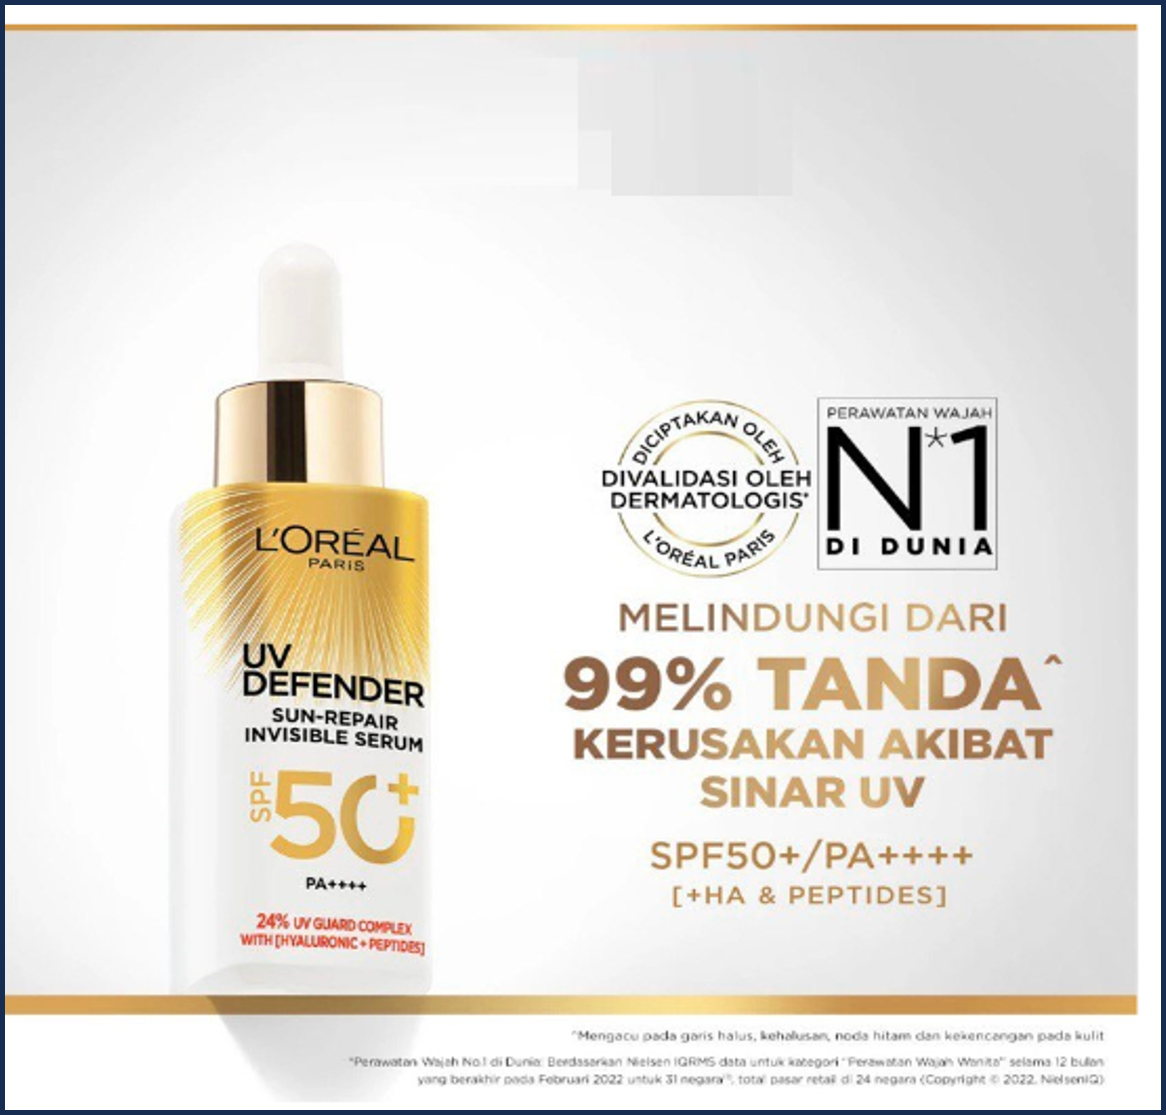 L'ORÉAL
PARIS
UV
DEFENDER
SUN-REPAIR
INVISIBLE SERUM
SPF 50+
PA++++
24% UV GUARD COMPLEX
WITH [HYALURONIC + PEPTIDES]
DICIPTAKAN OLEH
DIVALIDASI OLEH
DERMATOLOGIS*
L'ORÉAL PARIS
PERAWATAN WAJAH
N*1
DI DUNIA
MELINDUNGI DARI
99% TANDA^
KERUSAKAN AKIBAT
SINAR UV
SPF50+/PA++++
[+HA & PEPTIDES]
^Mengacu pada garis halus, kehalusan, noda hitam dan kekencangan pada kulit
*Perawatan Wajah No.1 di Dunia: Berdasarkan Nielsen IQRMS data untuk kategori "Perawatan Wajah Wanita" selama 12 bulan
yang berakhir pada Februari 2022 untuk 31 negara, total pasar retail di 24 negara (Copyright © 2022, NielsenIQ)